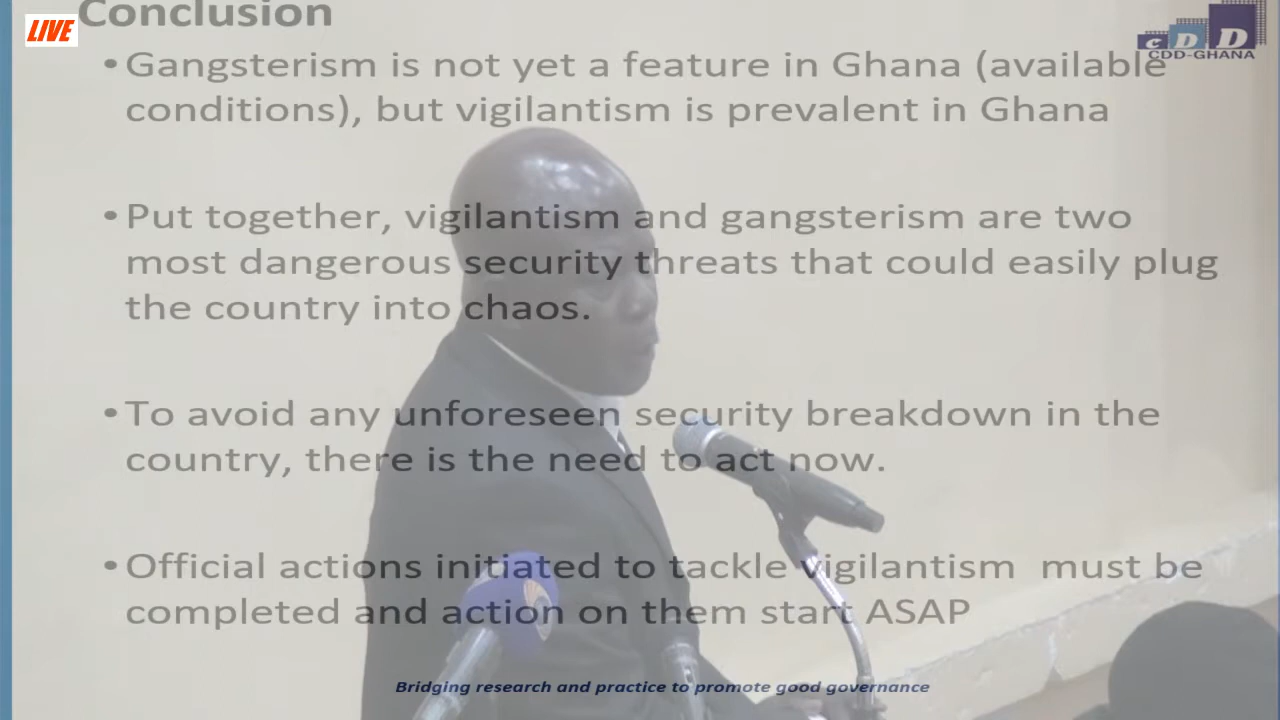 Conclusion
LIVE
CDD
CDD-GHANA
•Gangsterism is not yet a feature in Ghana (available
conditions), but vigilantism is prevalent in Ghana
•Put together, vigilantism and gangsterism are two
most dangerous security threats that could easily plug
the country into chaos.
•To avoid any unforeseen security breakdown in the
country, there is the need to act now.
•Official actions initiated to tackle vigilantism must be
completed and action on them start ASAP
Bridging research and practice to promote good governance